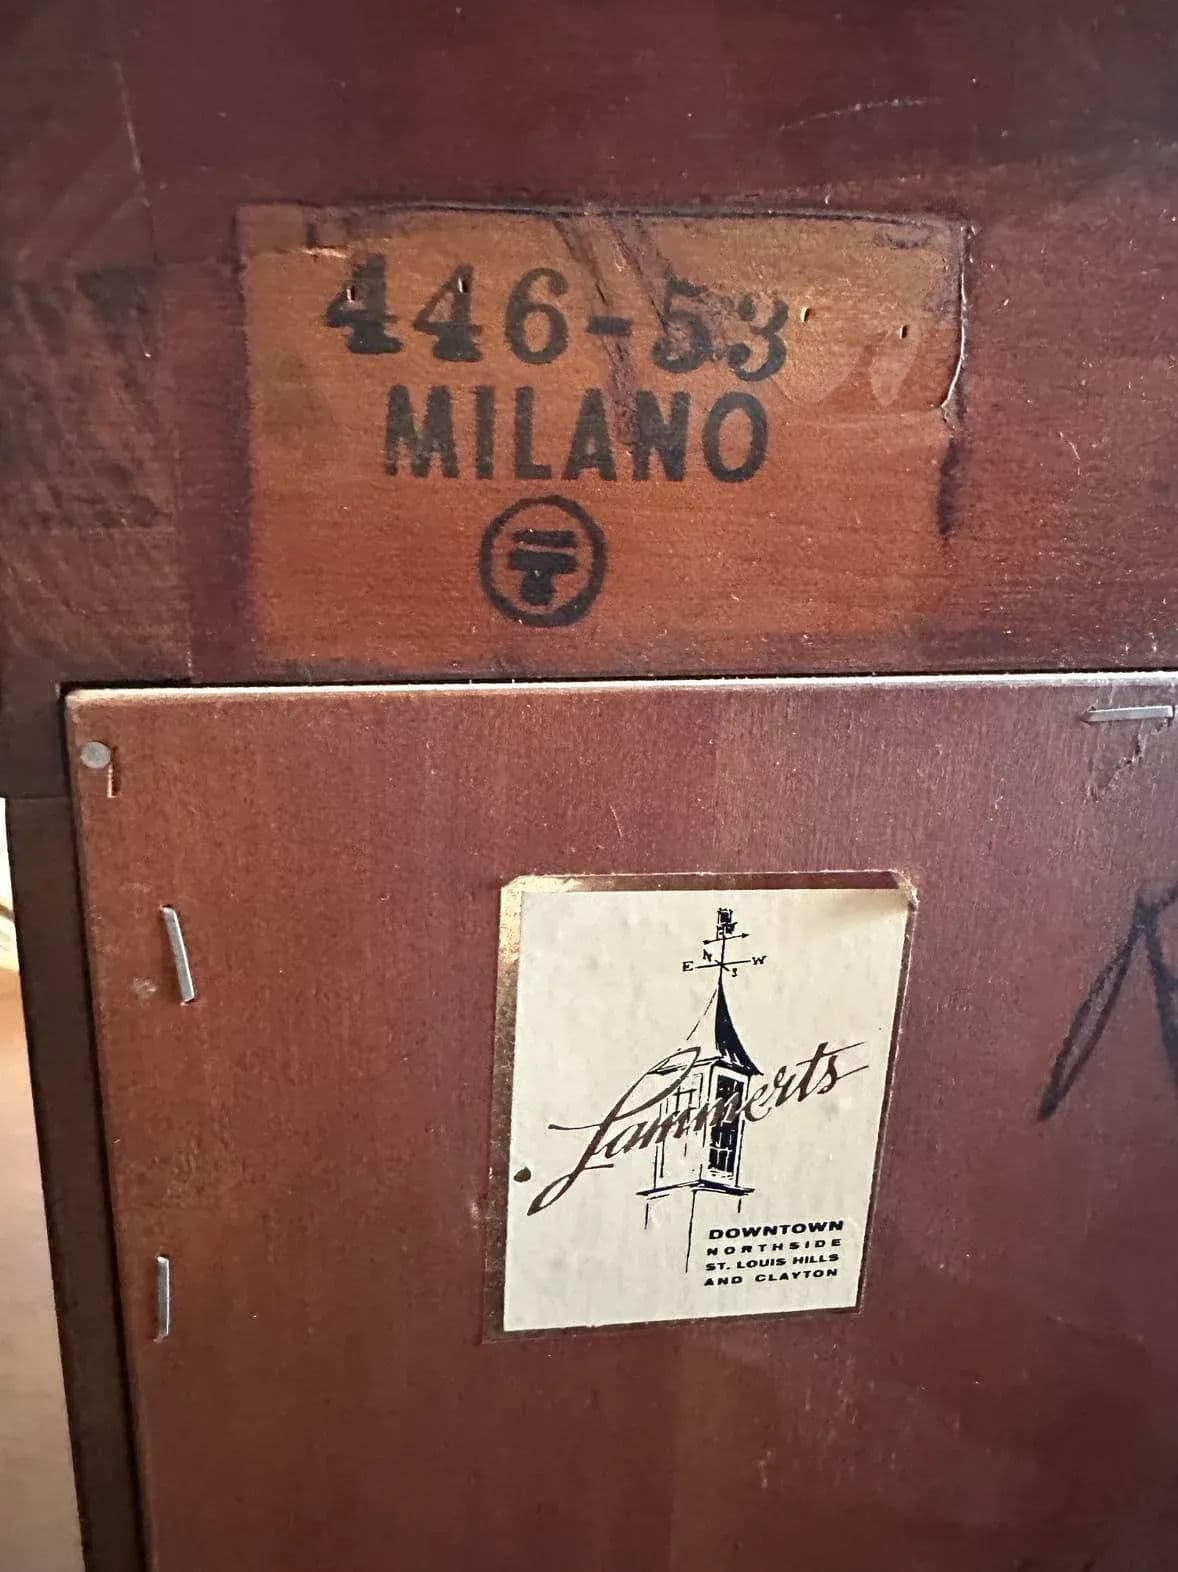 446-53
MILANO
N
E W
S
Lammerts
DOWNTOWN
NORTHSIDE
ST. LOUIS HILLS
AND CLAYTON